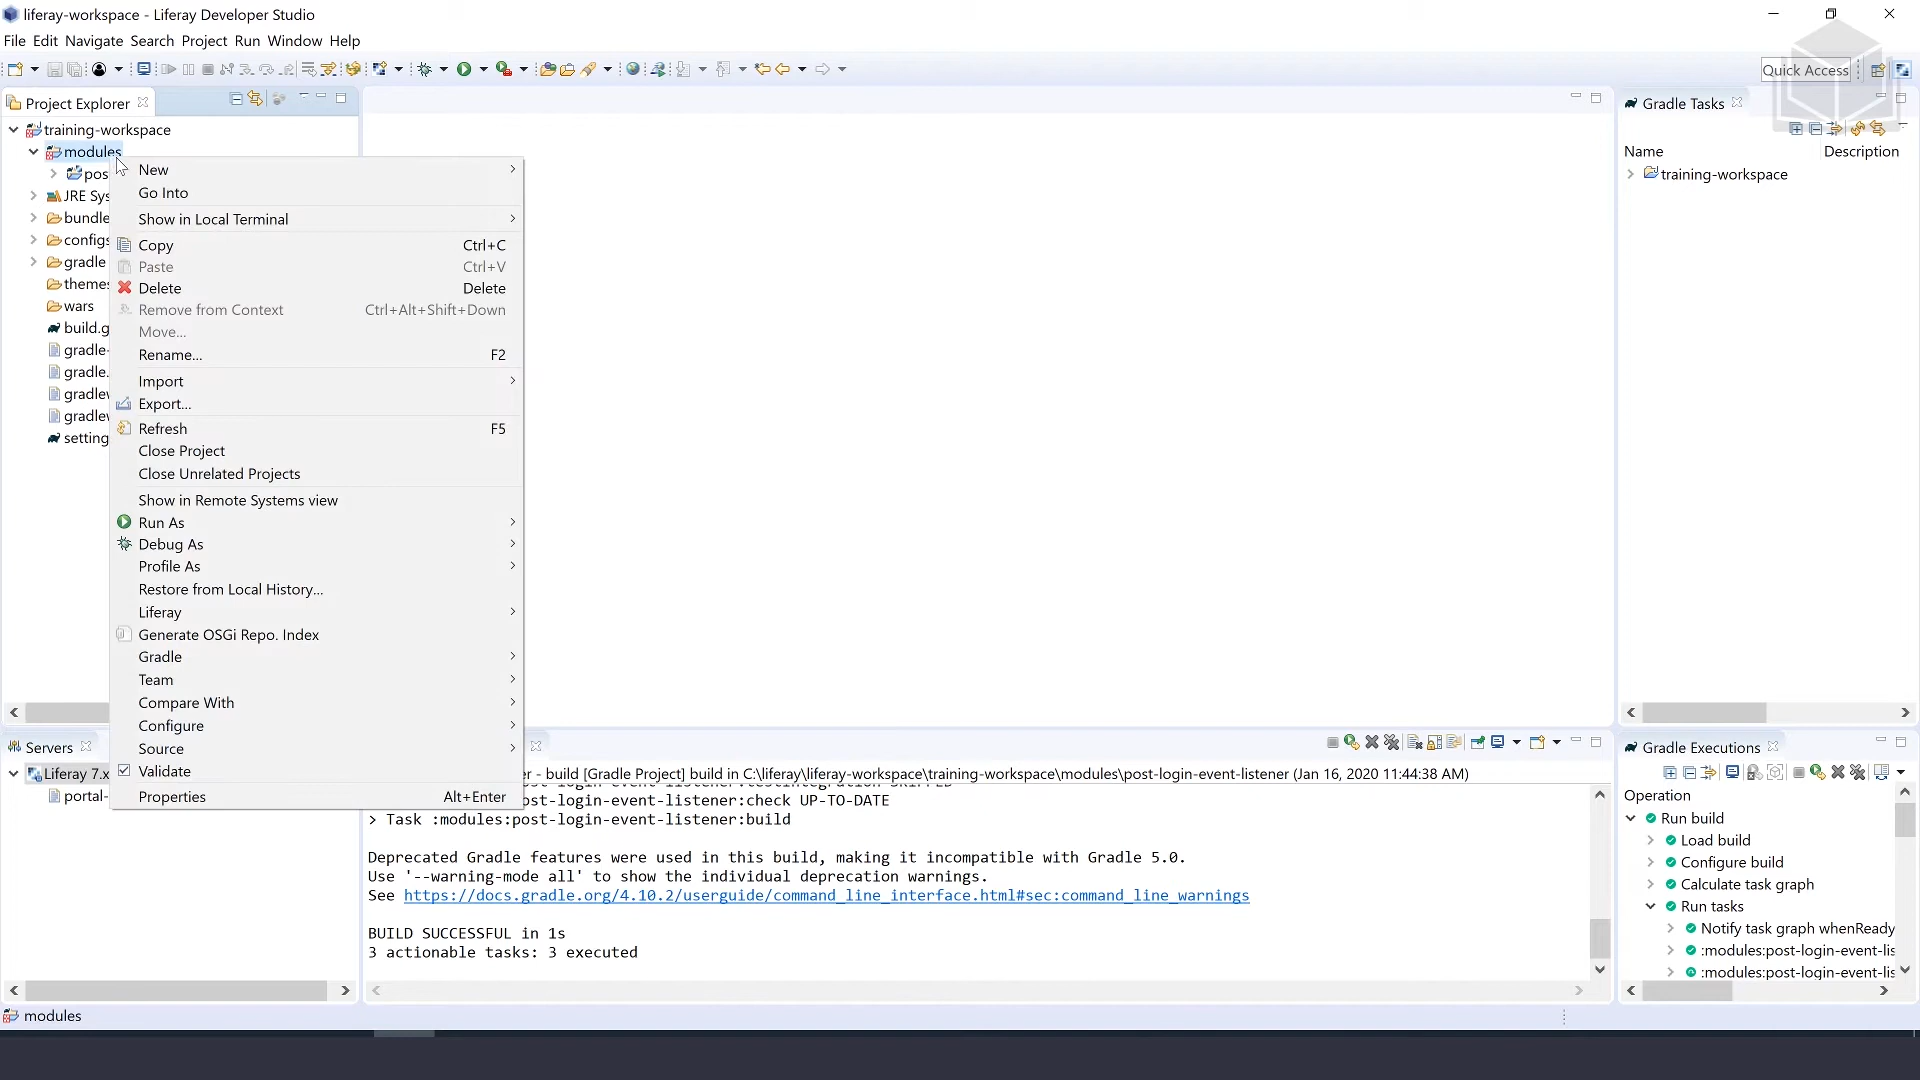 liferay-workspace - Liferay Developer Studio
File Edit Navigate Search Project Run Window Help
Quick Access
Project Explorer
training-workspace
modules
pos
JRE Sys
bundle
configs
gradle
themes
wars
build.g
gradle-
gradle.
gradlew
gradlew
setting
New
Go Into
Show in Local Terminal
Copy Ctrl+C
Paste Ctrl+V
Delete Delete
Remove from Context Ctrl+Alt+Shift+Down
Move...
Rename... F2
Import
Export...
Refresh F5
Close Project
Close Unrelated Projects
Show in Remote Systems view
Run As
Debug As
Profile As
Restore from Local History...
Liferay
Generate OSGi Repo. Index
Gradle
Team
Compare With
Configure
Source
Validate
Properties Alt+Enter
Gradle Tasks
Name Description
training-workspace
Servers
Liferay 7.x
portal-
er - build [Gradle Project] build in C:\liferay\liferay-workspace\training-workspace\modules\post-login-event-listener (Jan 16, 2020 11:44:38 AM)
ost-login-event-listener:testIntegration SKIPPED
ost-login-event-listener:check UP-TO-DATE
> Task :modules:post-login-event-listener:build
Deprecated Gradle features were used in this build, making it incompatible with Gradle 5.0.
Use '--warning-mode all' to show the individual deprecation warnings.
See https://docs.gradle.org/4.10.2/userguide/command_line_interface.html#sec:command_line_warnings
BUILD SUCCESSFUL in 1s
3 actionable tasks: 3 executed
Gradle Executions
Operation
Run build
Load build
Configure build
Calculate task graph
Run tasks
Notify task graph whenReady
:modules:post-login-event-lis
:modules:post-login-event-lis
modules